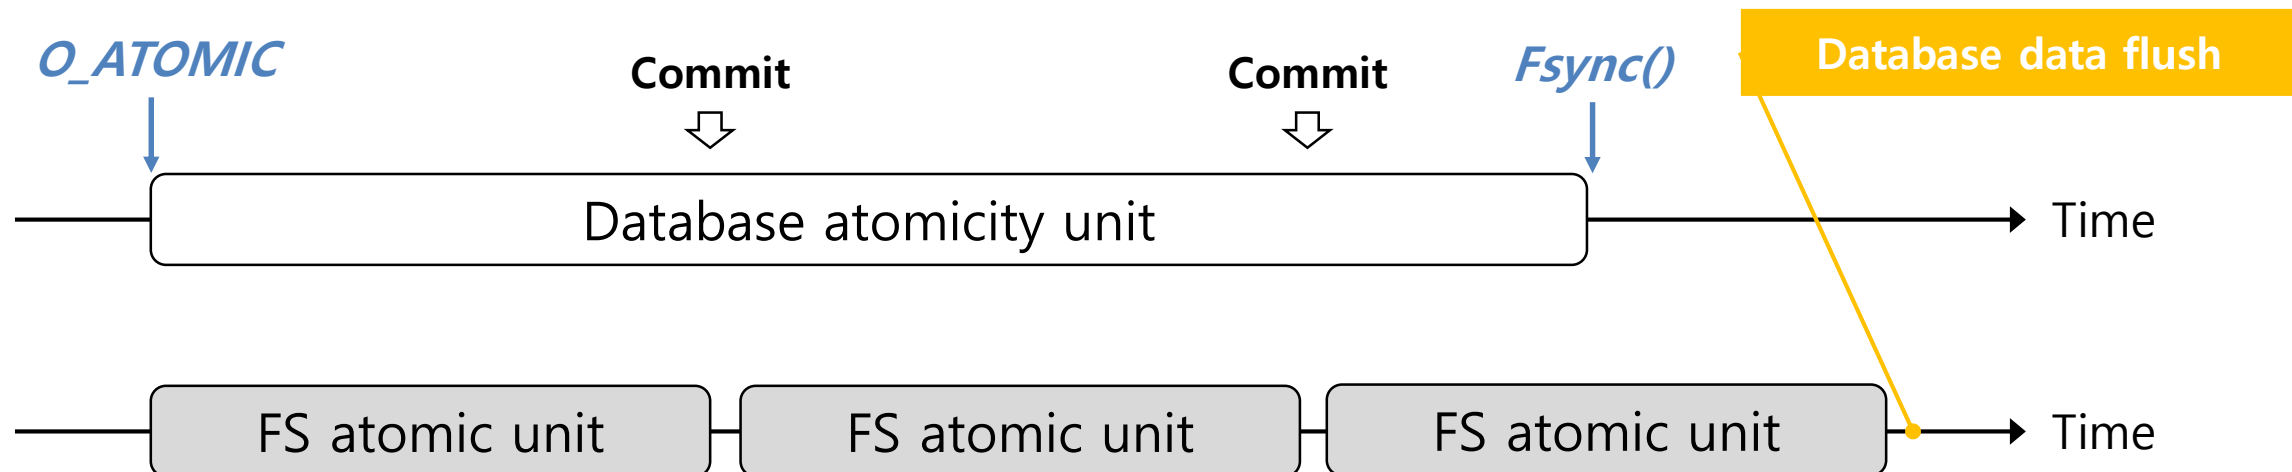 O_ATOMIC
Commit
Commit
Fsync()
Database data flush
Database atomicity unit
Time
FS atomic unit
FS atomic unit
FS atomic unit
Time